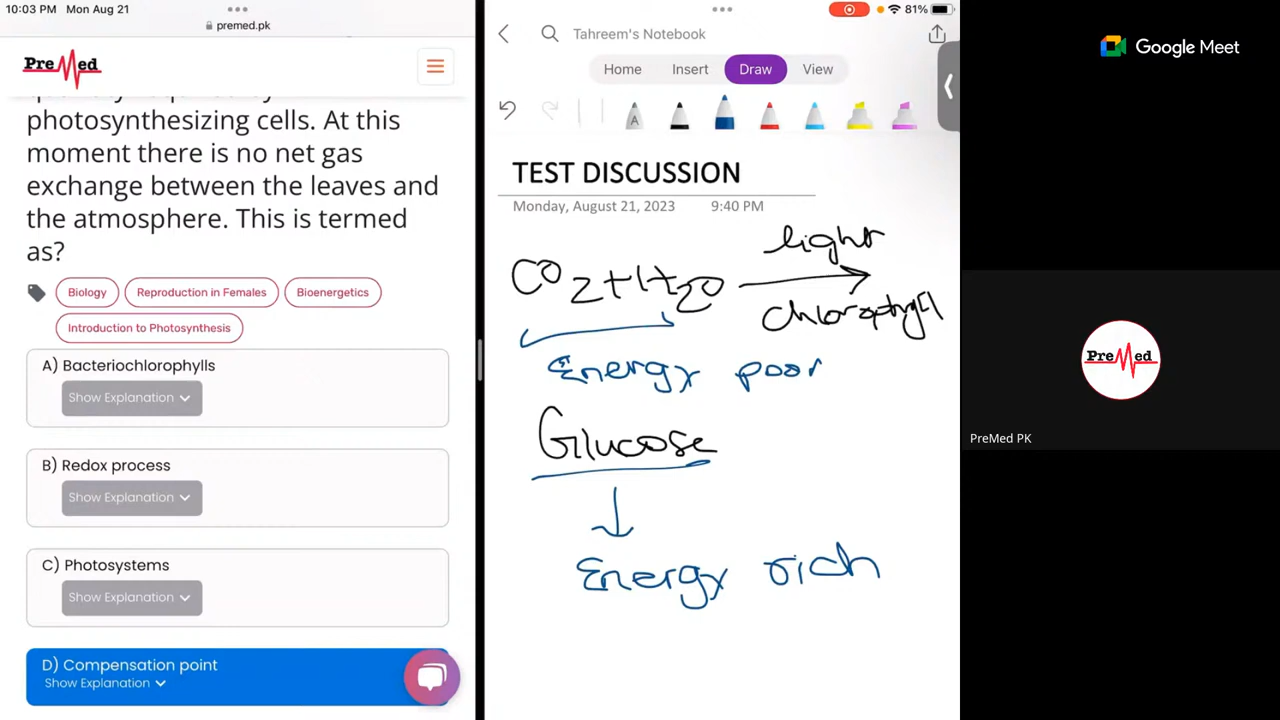 10:03 PM Mon Aug 21
premed.pk
PreMed
photosynthesizing cells. At this
moment there is no net gas
exchange between the leaves and
the atmosphere. This is termed
as?
Biology
Reproduction in Females
Bioenergetics
Introduction to Photosynthesis
A) Bacteriochlorophylls
Show Explanation
B) Redox process
Show Explanation
C) Photosystems
Show Explanation
D) Compensation point
Show Explanation
81%
Tahreem's Notebook
Home Insert Draw View
A
TEST DISCUSSION
Monday, August 21, 2023 9:40 PM
light
CO2+H2O
chlorophyll
Energy poor
Glucose
Energy rich
Google Meet
PreMed
PreMed PK